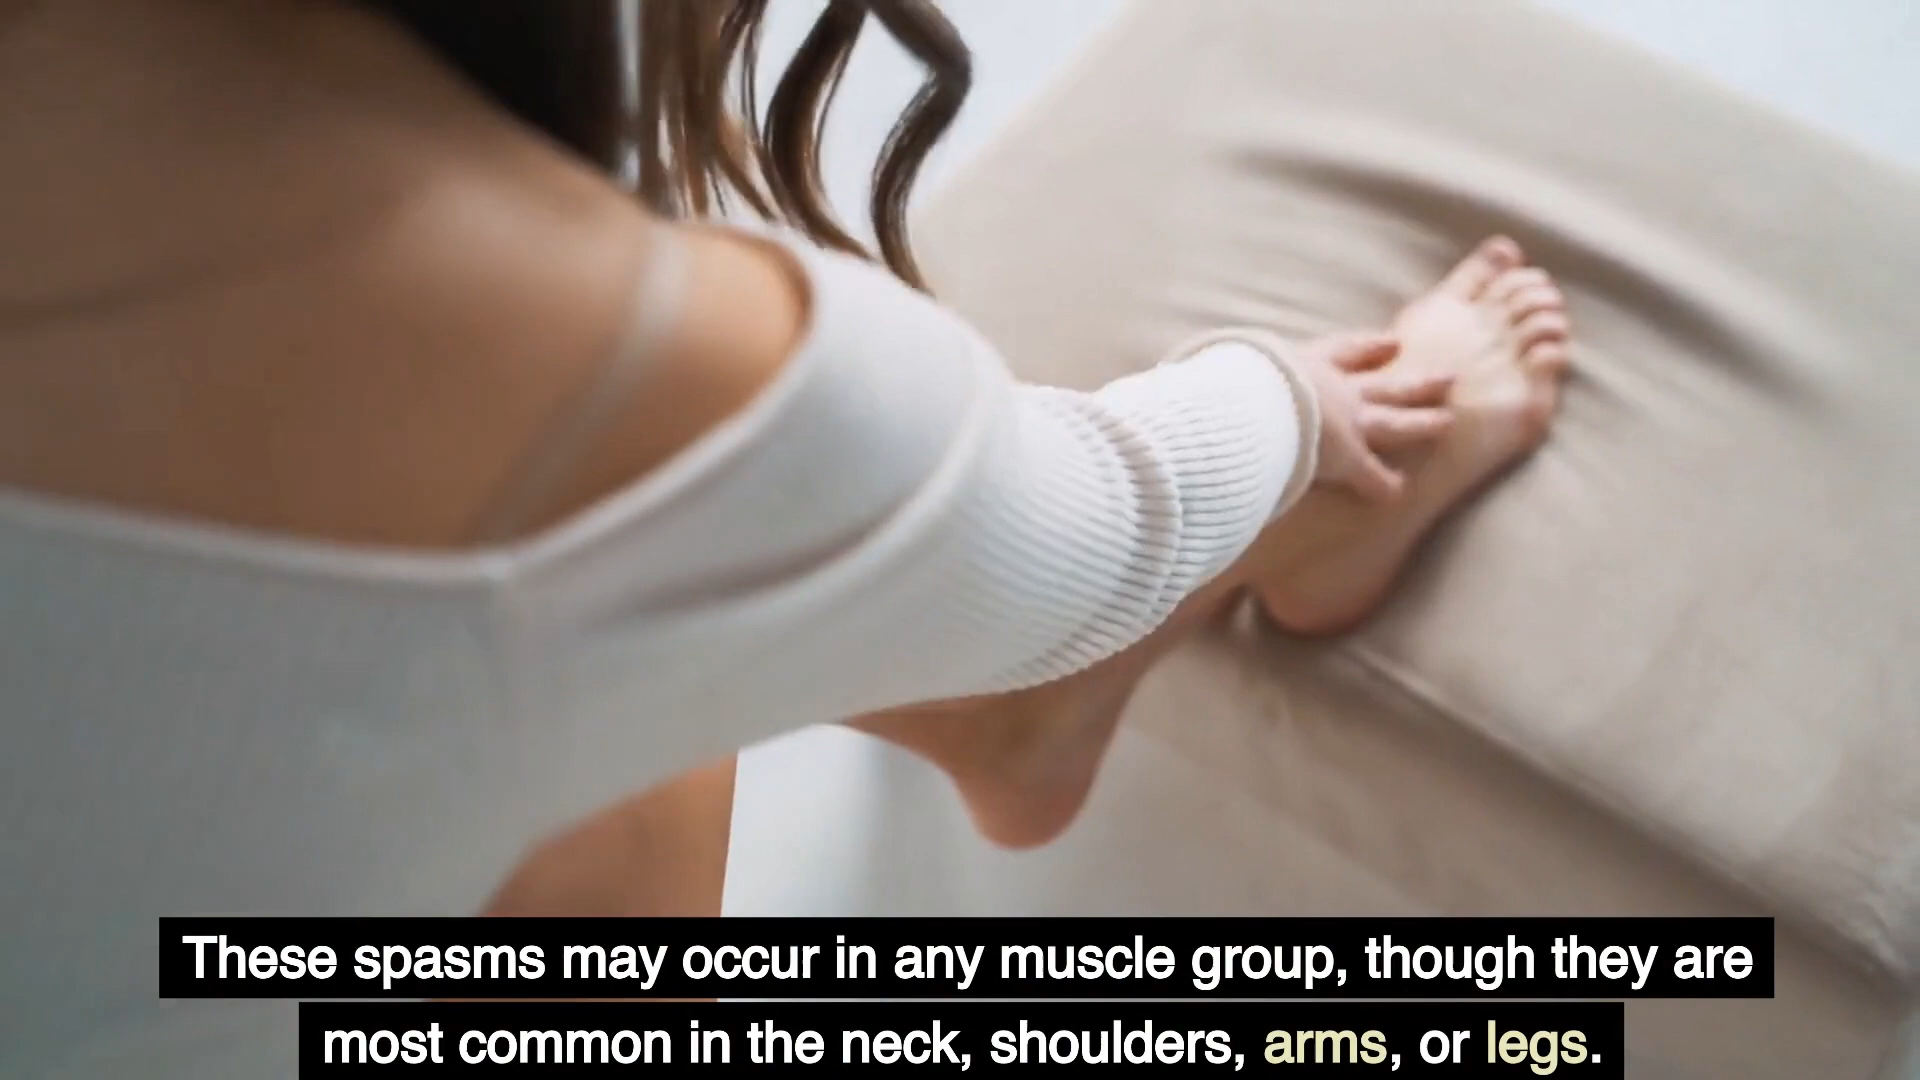 These spasms may occur in any muscle group, though they are
most common in the neck, shoulders, arms, or legs.